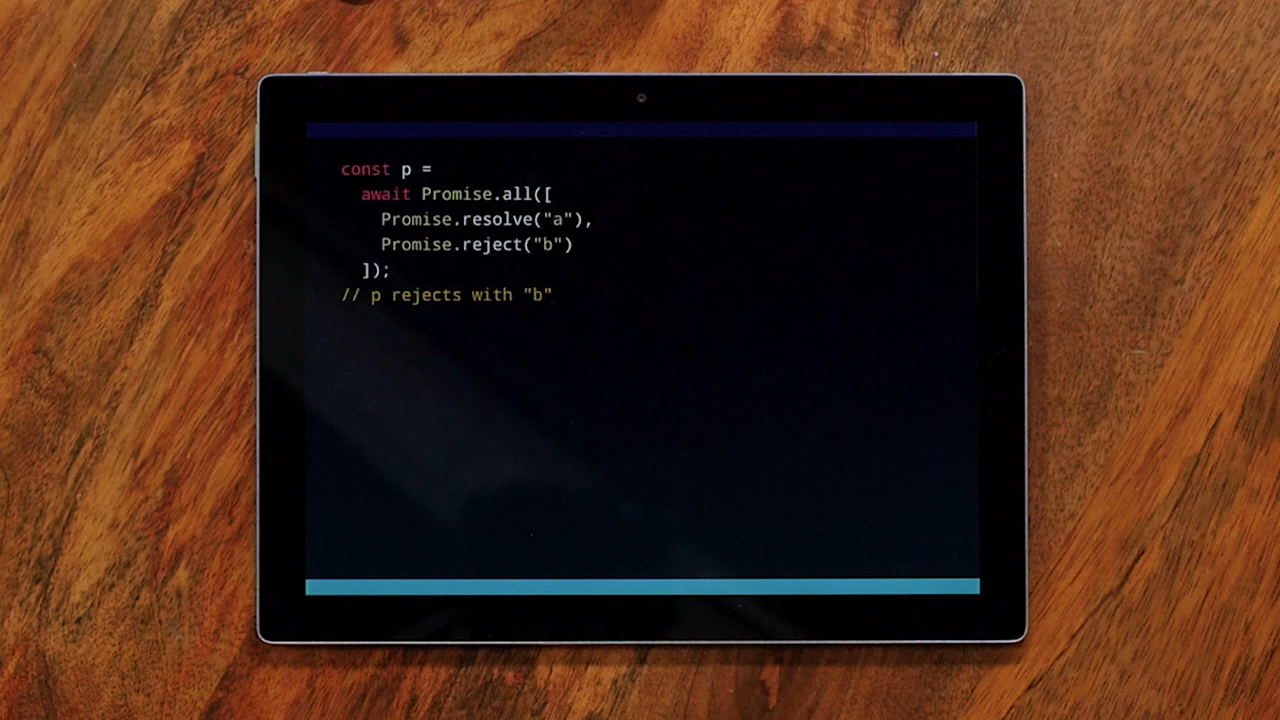 const p =
  await Promise.all([
    Promise.resolve("a"),
    Promise.reject("b")
  ]);
// p rejects with "b"